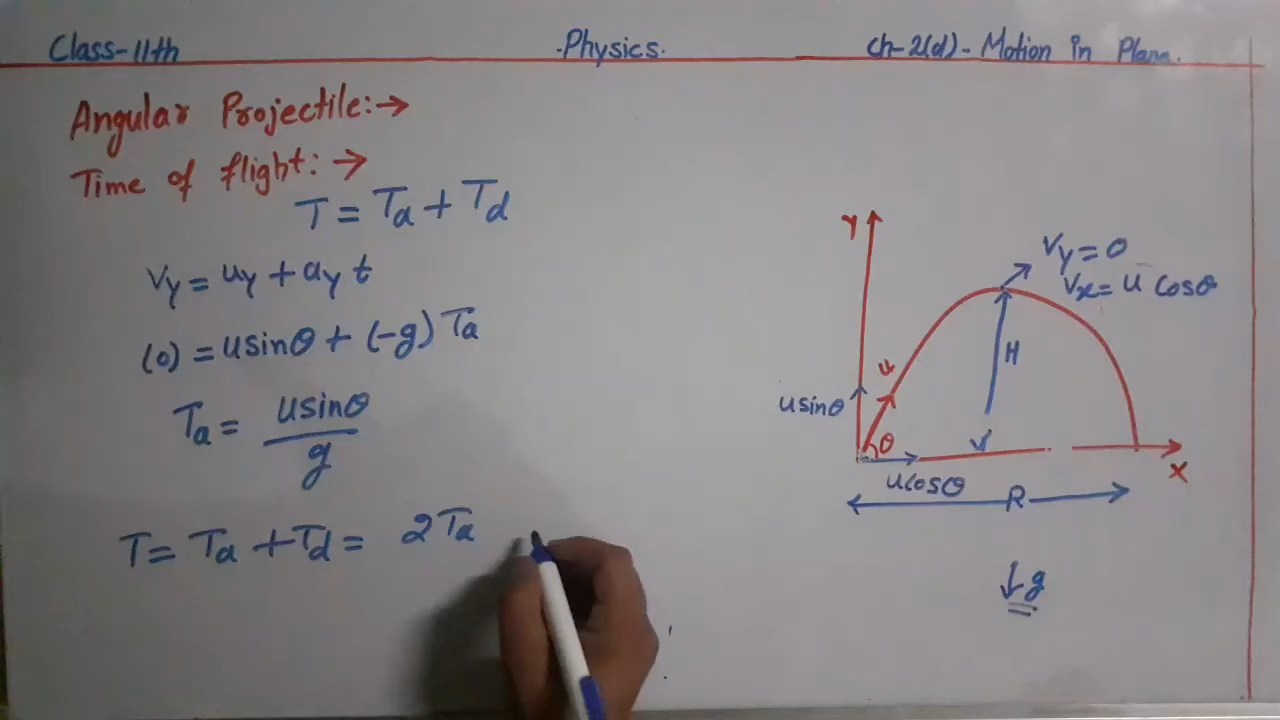 Class-11th Physics. Ch-2(d)- Motion in Plane.
Angular Projectile:→
Time of flight:→
T = Ta + Td
Vy = uy + ay t
(0) = usinθ + (-g) Ta
Ta = usinθ / g
T = Ta + Td = 2Ta
Y
Vy = 0
Vx = u cosθ
H
u
usinθ
θ
ucosθ
X
R
↓g